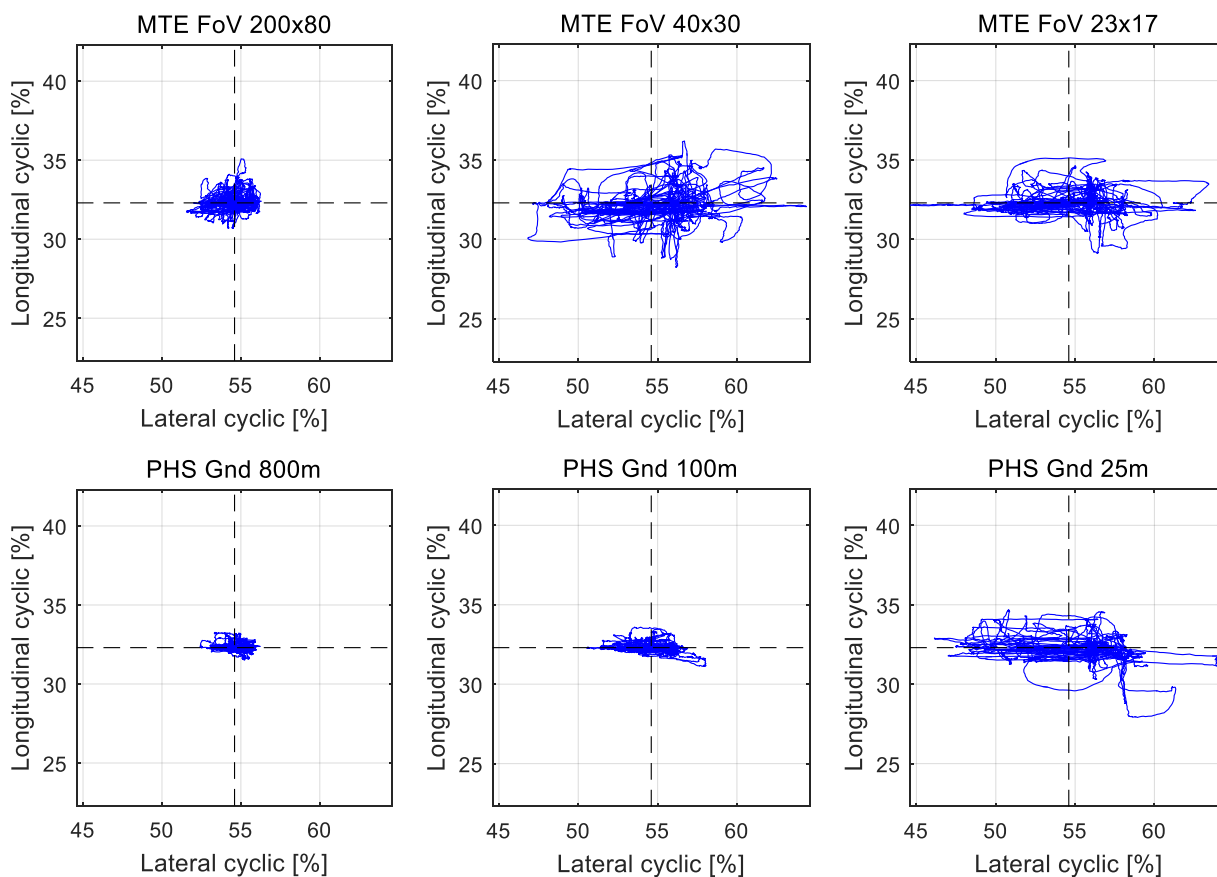 MTE FoV 200x80
MTE FoV 40x30
MTE FoV 23x17
Longitudinal cyclic [%]
40
35
30
25
45
50
55
60
Lateral cyclic [%]
Longitudinal cyclic [%]
40
35
30
25
45
50
55
60
Lateral cyclic [%]
Longitudinal cyclic [%]
40
35
30
25
45
50
55
60
Lateral cyclic [%]
PHS Gnd 800m
PHS Gnd 100m
PHS Gnd 25m
Longitudinal cyclic [%]
40
35
30
25
45
50
55
60
Lateral cyclic [%]
Longitudinal cyclic [%]
40
35
30
25
45
50
55
60
Lateral cyclic [%]
Longitudinal cyclic [%]
40
35
30
25
45
50
55
60
Lateral cyclic [%]